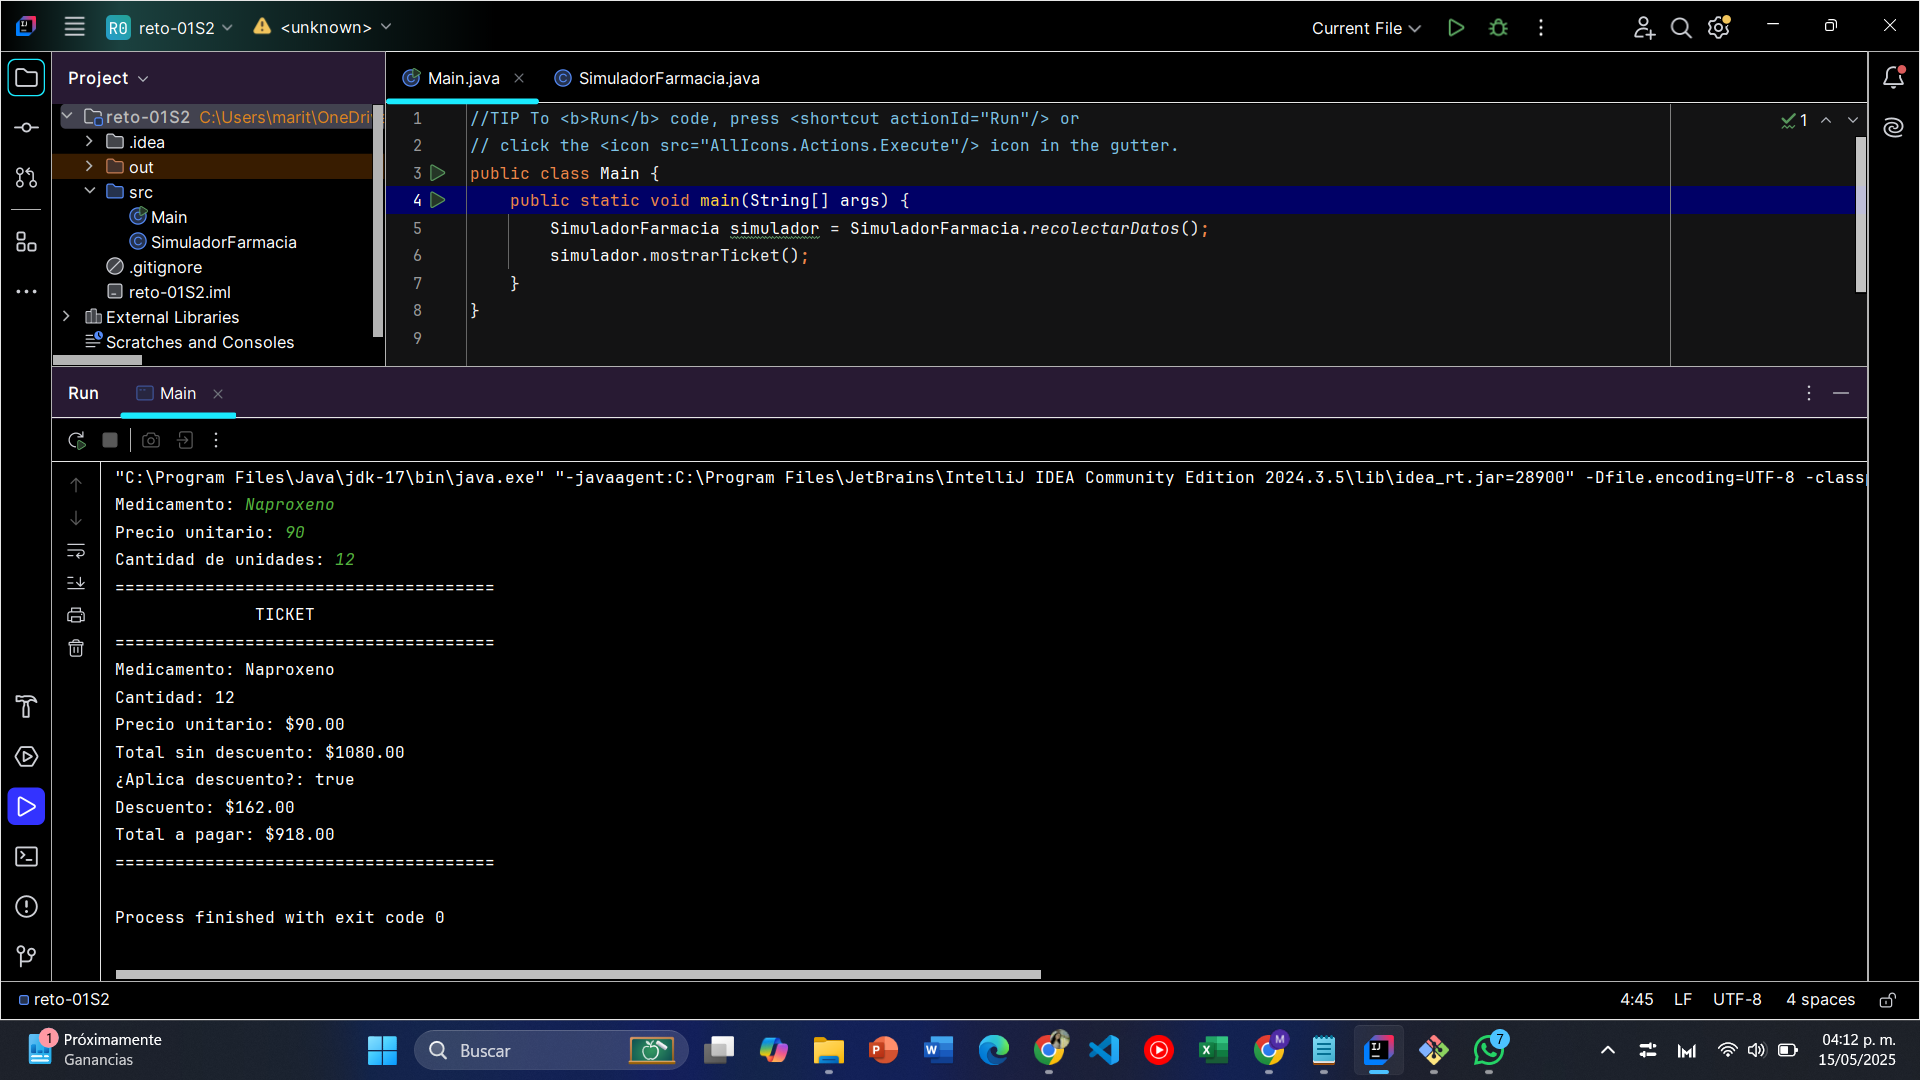 R0 reto-01S2 <unknown> Current File
Project
Main.java SimuladorFarmacia.java
reto-01S2 C:\Users\marit\OneDri
.idea
out
src
Main
SimuladorFarmacia
.gitignore
reto-01S2.iml
External Libraries
Scratches and Consoles
1 //TIP To <b>Run</b> code, press <shortcut actionId="Run"/> or
2 // click the <icon src="AllIcons.Actions.Execute"/> icon in the gutter.
3 public class Main {
4 public static void main(String[] args) {
5 SimuladorFarmacia simulador = SimuladorFarmacia.recolectarDatos();
6 simulador.mostrarTicket();
7 }
8 }
9
1
Run Main
"C:\Program Files\Java\jdk-17\bin\java.exe" "-javaagent:C:\Program Files\JetBrains\IntelliJ IDEA Community Edition 2024.3.5\lib\idea_rt.jar=28900" -Dfile.encoding=UTF-8 -class
Medicamento: Naproxeno
Precio unitario: 90
Cantidad de unidades: 12
======================================
TICKET
======================================
Medicamento: Naproxeno
Cantidad: 12
Precio unitario: $90.00
Total sin descuento: $1080.00
¿Aplica descuento?: true
Descuento: $162.00
Total a pagar: $918.00
======================================
Process finished with exit code 0
reto-01S2 4:45 LF UTF-8 4 spaces
1 Próximamente
Ganancias
Buscar
M
7
04:12 p. m.
15/05/2025